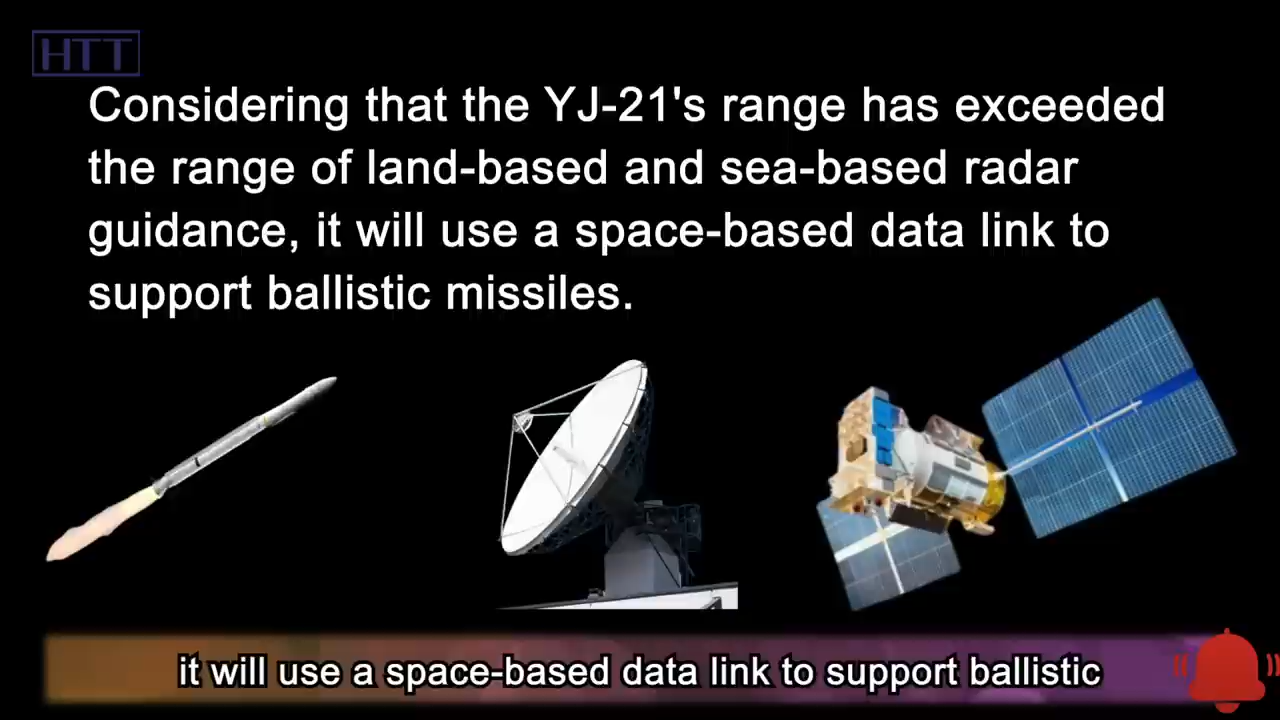 HTT
Considering that the YJ-21's range has exceeded
the range of land-based and sea-based radar
guidance, it will use a space-based data link to
support ballistic missiles.
it will use a space-based data link to support ballistic